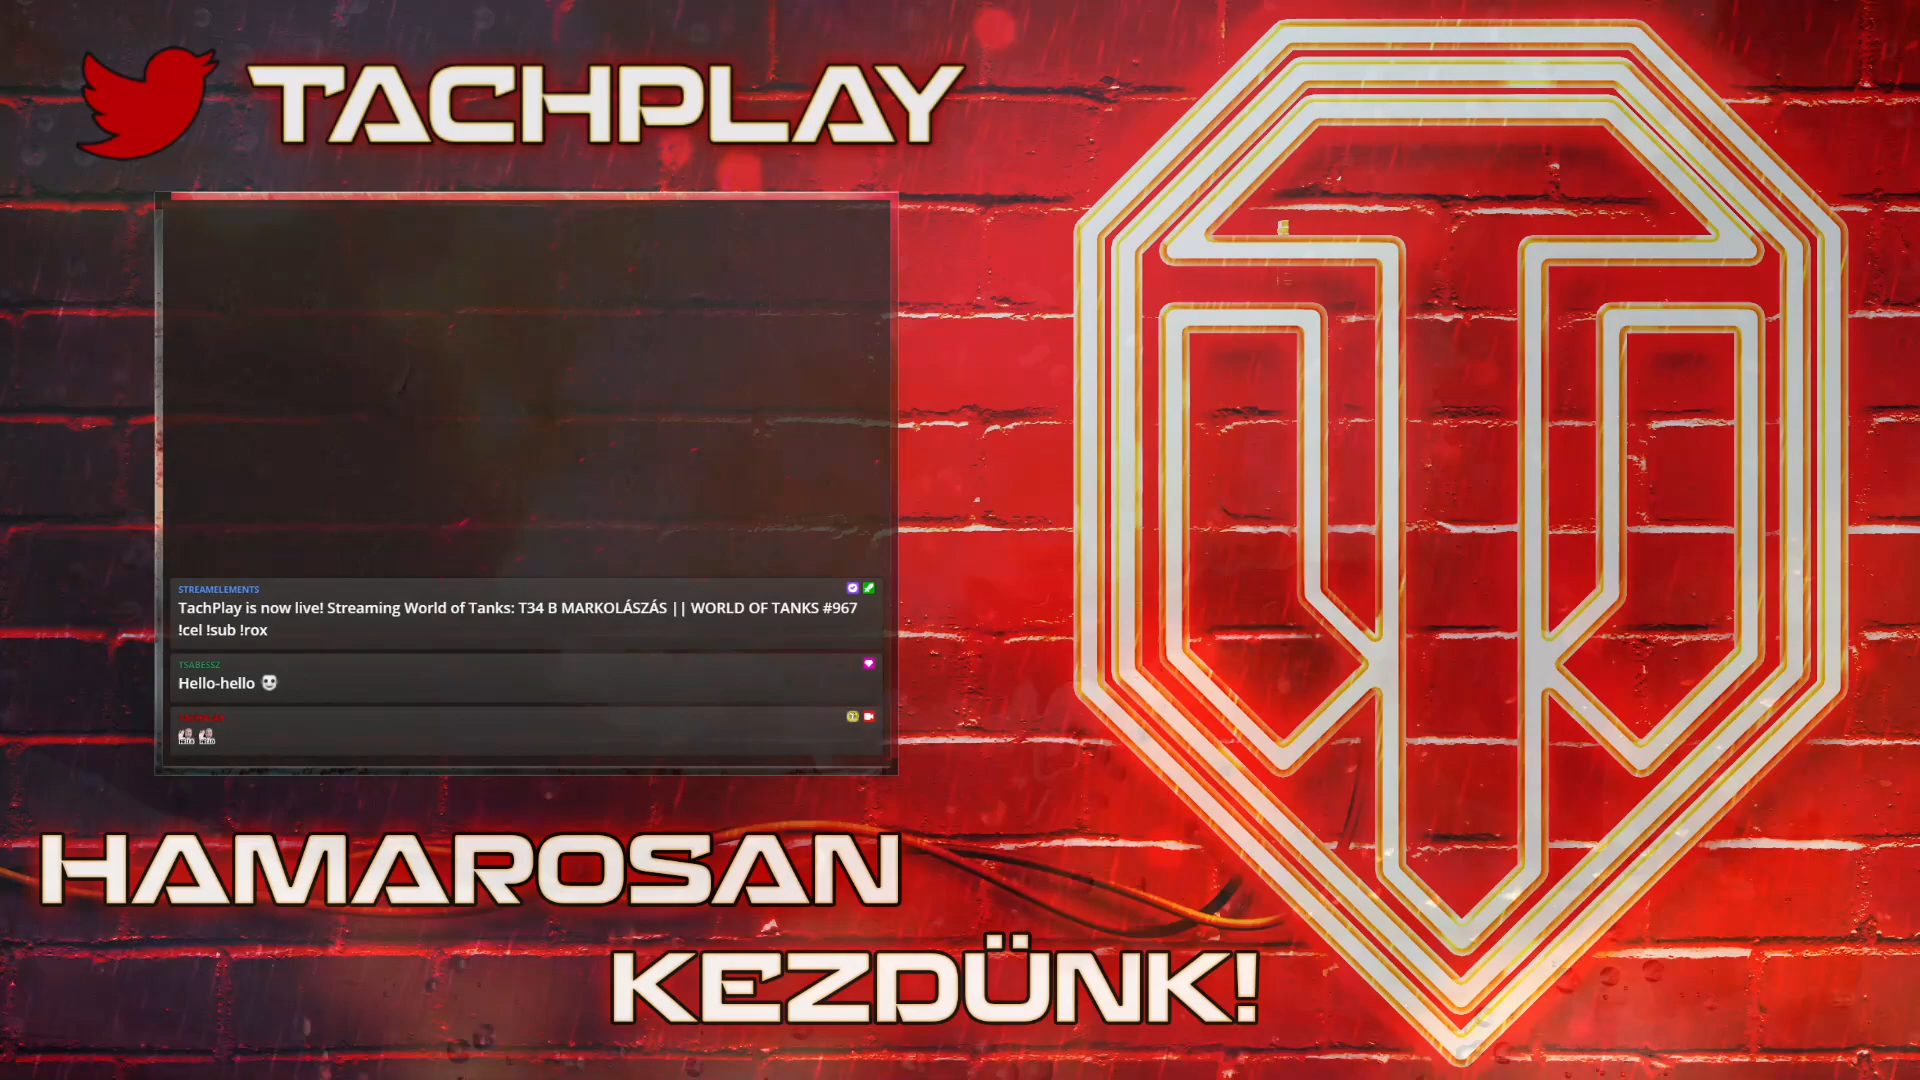 TACHPLAY
STREAMELEMENTS
TachPlay is now live! Streaming World of Tanks: T34 B MARKOLÁSZÁS || WORLD OF TANKS #967
!cel !sub !rox
TSABESSZ
Hello-hello
TACHPLAY
HAMAROSAN
KEZDÜNK!